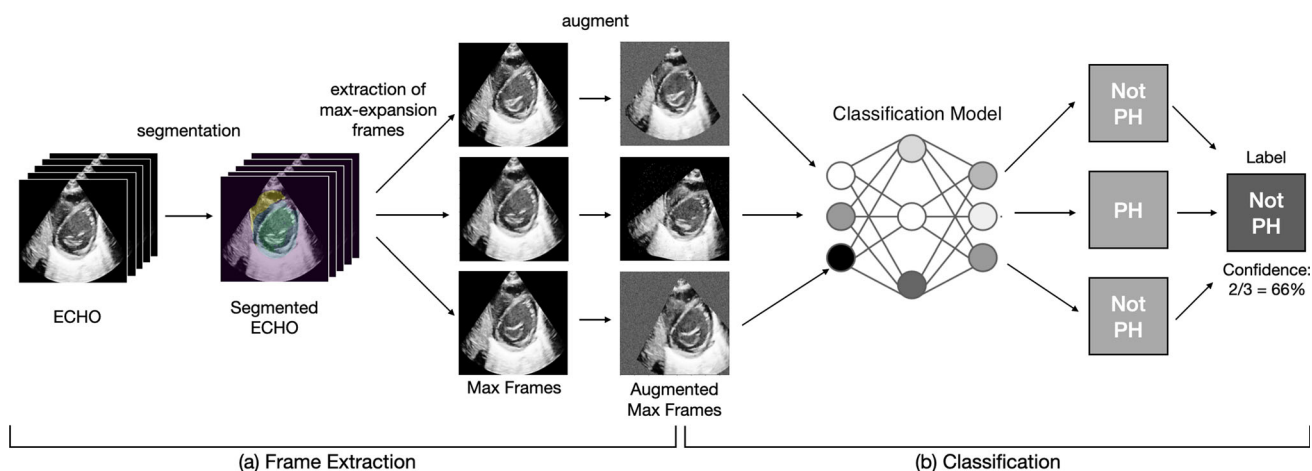 augment
extraction of
max-expansion
frames
segmentation
Classification Model
Not
PH
PH
Not
PH
Label
Not
PH
Confidence:
2/3 = 66%
ECHO
Segmented
ECHO
Max Frames
Augmented
Max Frames
(a) Frame Extraction
(b) Classification